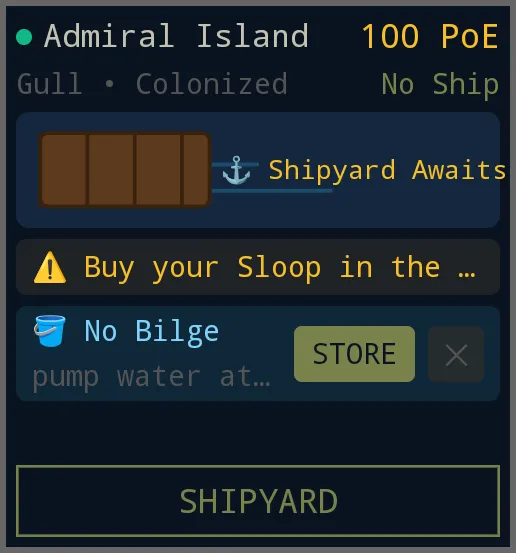 Admiral Island 100 PoE
Gull • Colonized No Ship
⚓ Shipyard Awaits
⚠️ Buy your Sloop in the …
🪣 No Bilge
pump water at…
STORE
SHIPYARD